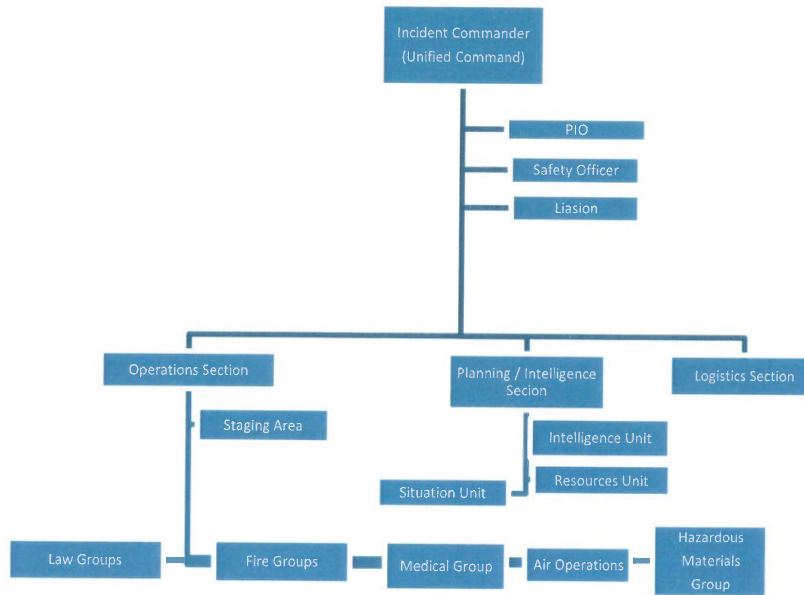 Incident Commander
(Unified Command)
PIO
Safety Officer
Liasion
Operations Section
Planning / Intelligence
Secion
Logistics Section
Staging Area
Intelligence Unit
Situation Unit
Resources Unit
Law Groups
Fire Groups
Medical Group
Air Operations
Hazardous
Materials
Group